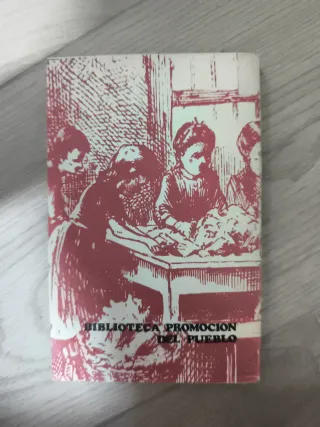 BIBLIOTECA PROMOCION
DEL PUEBLO